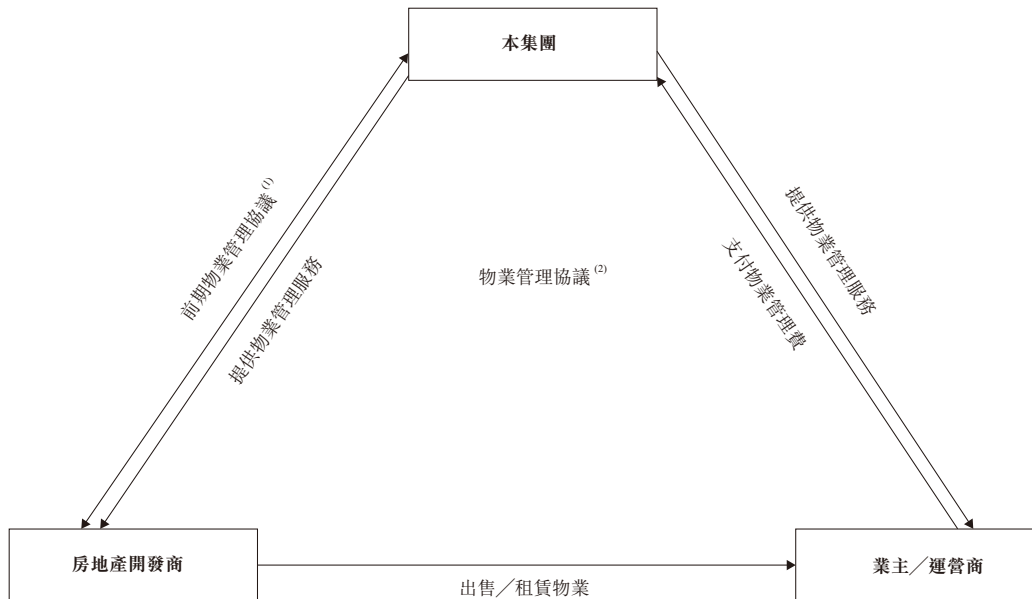 本集團
前期物業管理協議(1)
提供物業管理服務
物業管理協議(2)
支付物業管理費
提供物業管理服務
房地產開發商
出售／租賃物業
業主／運營商